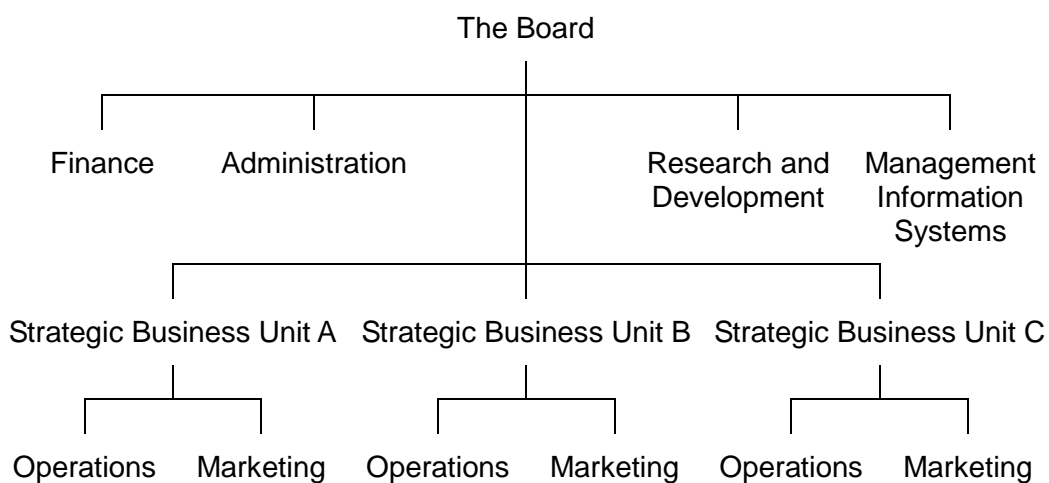 The Board
Finance
Administration
Research and
Development
Management
Information
Systems
Strategic Business Unit A
Strategic Business Unit B
Strategic Business Unit C
Operations
Marketing
Operations
Marketing
Operations
Marketing